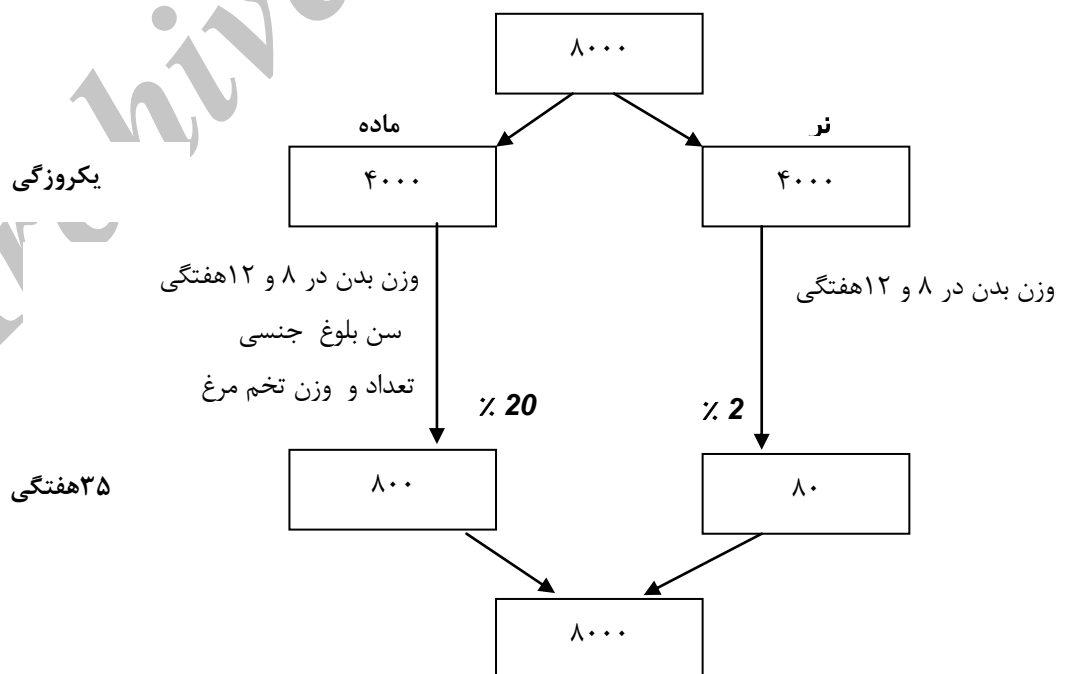 ۸۰۰۰
ماده
نر
یکروزگی
۴۰۰۰
۴۰۰۰
وزن بدن در ۸ و ۱۲هفتگی
سن بلوغ جنسی
تعداد و وزن تخم مرغ
وزن بدن در ۸ و ۱۲هفتگی
٪ 20
٪ 2
۳۵هفتگی
۸۰۰
۸۰
۸۰۰۰